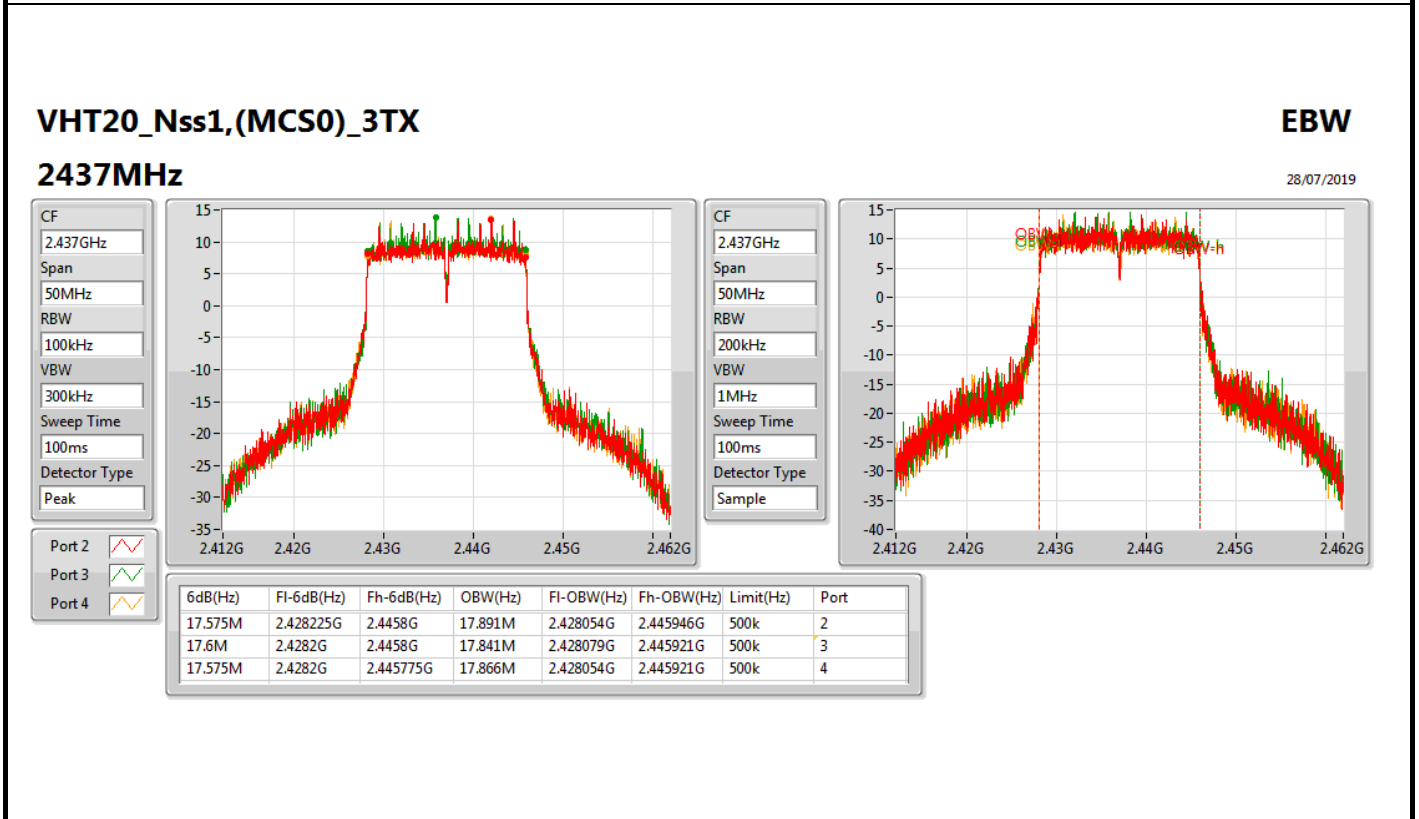 VHT20_Nss1,(MCS0)_3TX
EBW
2437MHz
28/07/2019
CF
2.437GHz
Span
50MHz
RBW
100kHz
VBW
300kHz
Sweep Time
100ms
Detector Type
Peak
Port 2
Port 3
Port 4
15
10
5
0
-5
-10
-15
-20
-25
-30
-35
2.412G 2.42G 2.43G 2.44G 2.45G 2.462G
CF
2.437GHz
Span
50MHz
RBW
200kHz
VBW
1MHz
Sweep Time
100ms
Detector Type
Sample
15
10
5
0
-5
-10
-15
-20
-25
-30
-35
-40
2.412G 2.42G 2.43G 2.44G 2.45G 2.462G
6dB(Hz) Fl-6dB(Hz) Fh-6dB(Hz) OBW(Hz) Fl-OBW(Hz) Fh-OBW(Hz) Limit(Hz) Port
17.575M 2.428225G 2.4458G 17.891M 2.428054G 2.445946G 500k 2
17.6M 2.4282G 2.4458G 17.841M 2.428079G 2.445921G 500k 3
17.575M 2.4282G 2.445775G 17.866M 2.428054G 2.445921G 500k 4